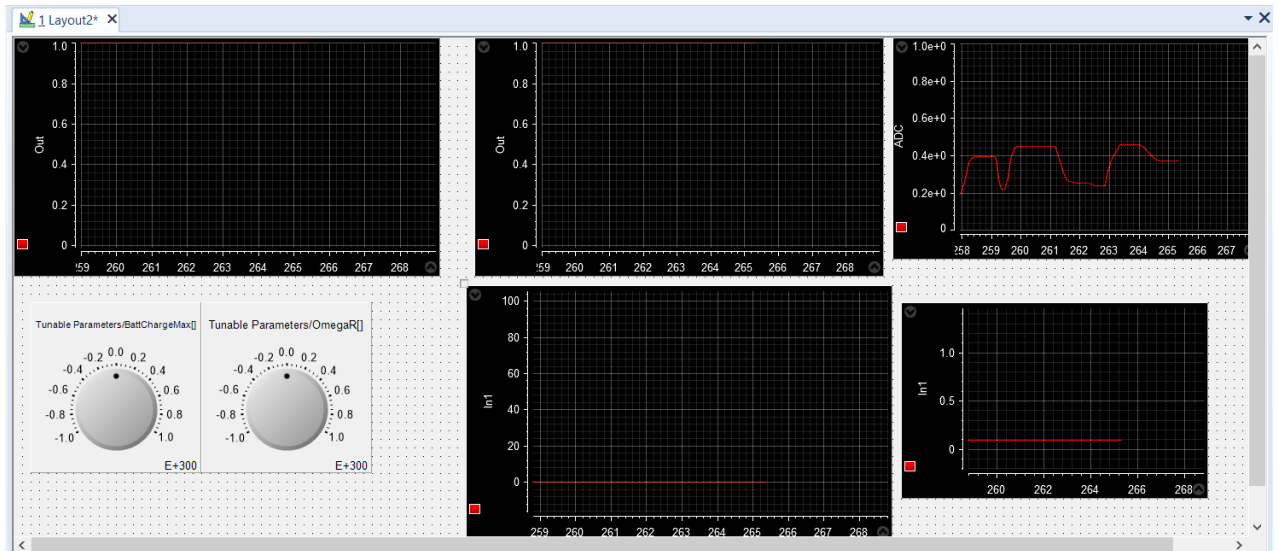 1 Layout2*
1.0
0.8
0.6
0.4
0.2
0
Out
259 260 261 262 263 264 265 266 267 268
1.0
0.8
0.6
0.4
0.2
0
Out
259 260 261 262 263 264 265 266 267 268
1.0e+0
0.8e+0
0.6e+0
0.4e+0
0.2e+0
0
ADC
258 259 260 261 262 263 264 265 266 267
Tunable Parameters/BattChargeMax[]
-1.0 -0.8 -0.6 -0.4 -0.2 0.0 0.2 0.4 0.6 0.8 1.0
E+300
Tunable Parameters/OmegaR[]
-1.0 -0.8 -0.6 -0.4 -0.2 0.0 0.2 0.4 0.6 0.8 1.0
E+300
100
80
60
40
20
0
In1
259 260 261 262 263 264 265 266 267 268
1.0
0.5
0
In1
260 262 264 266 268